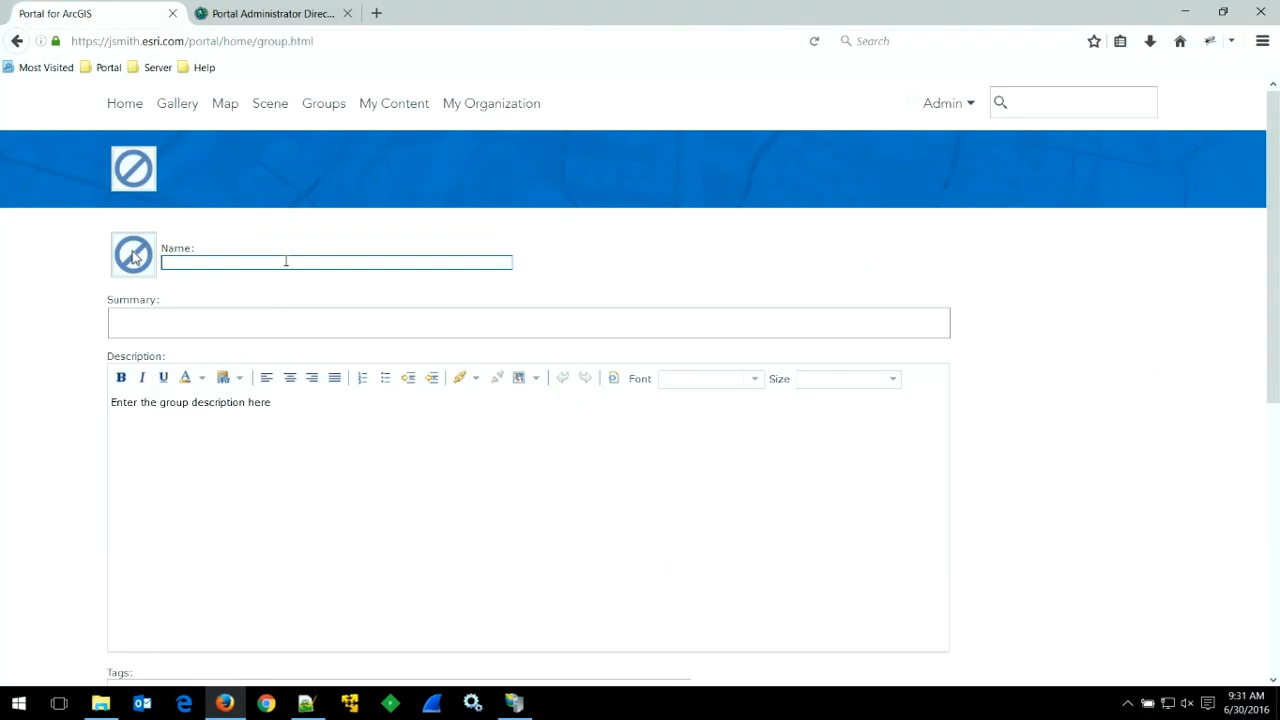 Portal for ArcGIS
Portal Administrator Direc...
https://jsmith.esri.com/portal/home/group.html
Search
Most Visited
Portal
Server
Help
Home
Gallery
Map
Scene
Groups
My Content
My Organization
Admin
Name:
Summary:
Description:
B I U A
Font
Size
Enter the group description here
Tags:
9:31 AM
6/30/2016